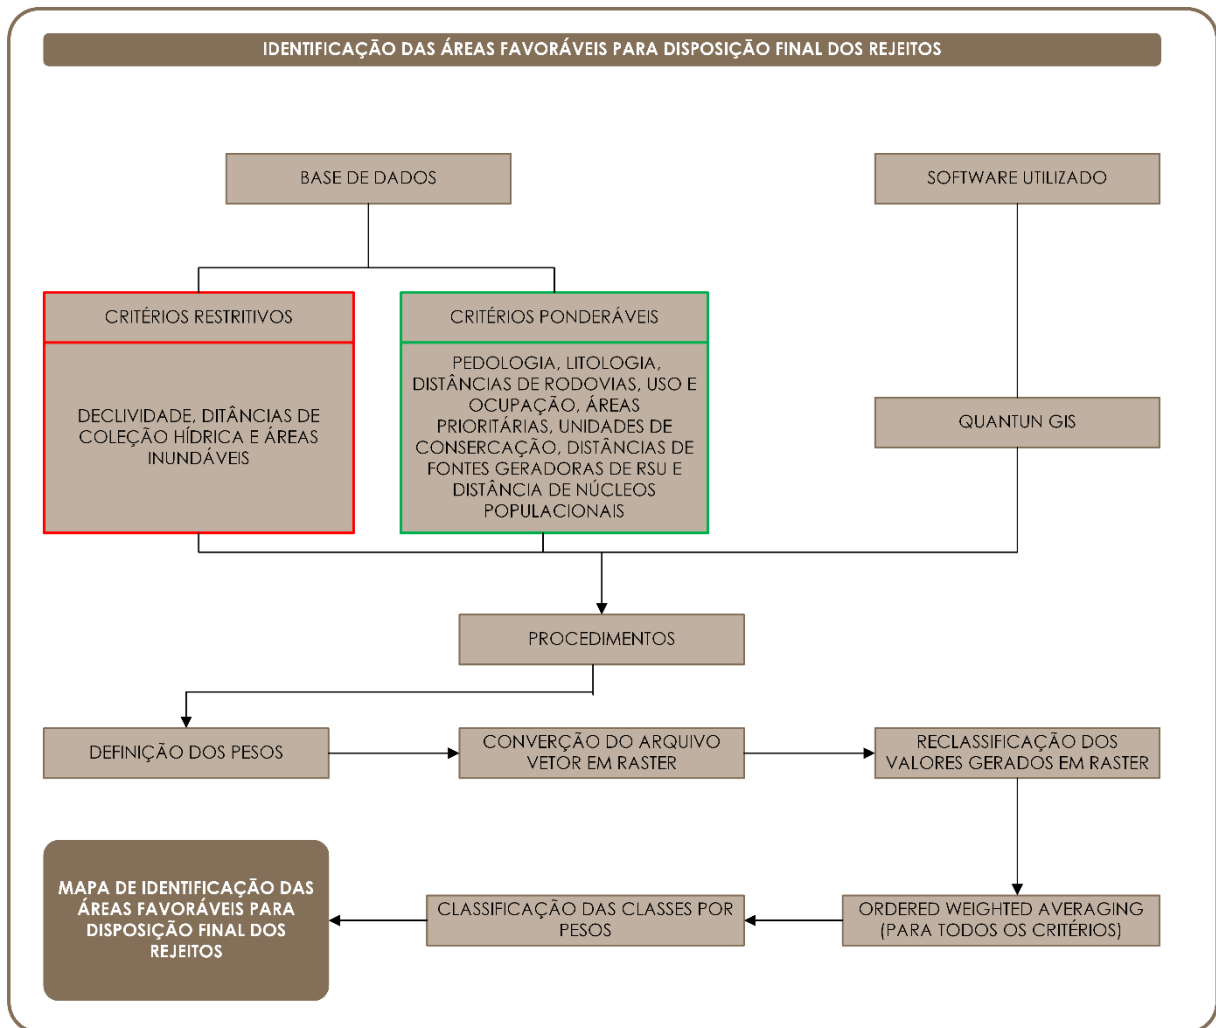 IDENTIFICAÇÃO DAS ÁREAS FAVORÁVEIS PARA DISPOSIÇÃO FINAL DOS REJEITOS
BASE DE DADOS
SOFTWARE UTILIZADO
CRITÉRIOS RESTRITIVOS
DECLIVIDADE, DITÂNCIAS DE
COLEÇÃO HÍDRICA E ÁREAS
INUNDÁVEIS
CRITÉRIOS PONDERÁVEIS
PEDOLOGIA, LITOLOGIA,
DISTÂNCIAS DE RODOVIAS, USO E
OCUPAÇÃO, ÁREAS
PRIORITÁRIAS, UNIDADES DE
CONSERCAÇÃO, DISTÂNCIAS DE
FONTES GERADORAS DE RSU E
DISTÂNCIA DE NÚCLEOS
POPULACIONAIS
QUANTUN GIS
PROCEDIMENTOS
DEFINIÇÃO DOS PESOS
CONVERÇÃO DO ARQUIVO
VETOR EM RASTER
RECLASSIFICAÇÃO DOS
VALORES GERADOS EM RASTER
ORDERED WEIGHTED AVERAGING
(PARA TODOS OS CRITÉRIOS)
CLASSIFICAÇÃO DAS CLASSES POR
PESOS
MAPA DE IDENTIFICAÇÃO DAS
ÁREAS FAVORÁVEIS PARA
DISPOSIÇÃO FINAL DOS
REJEITOS